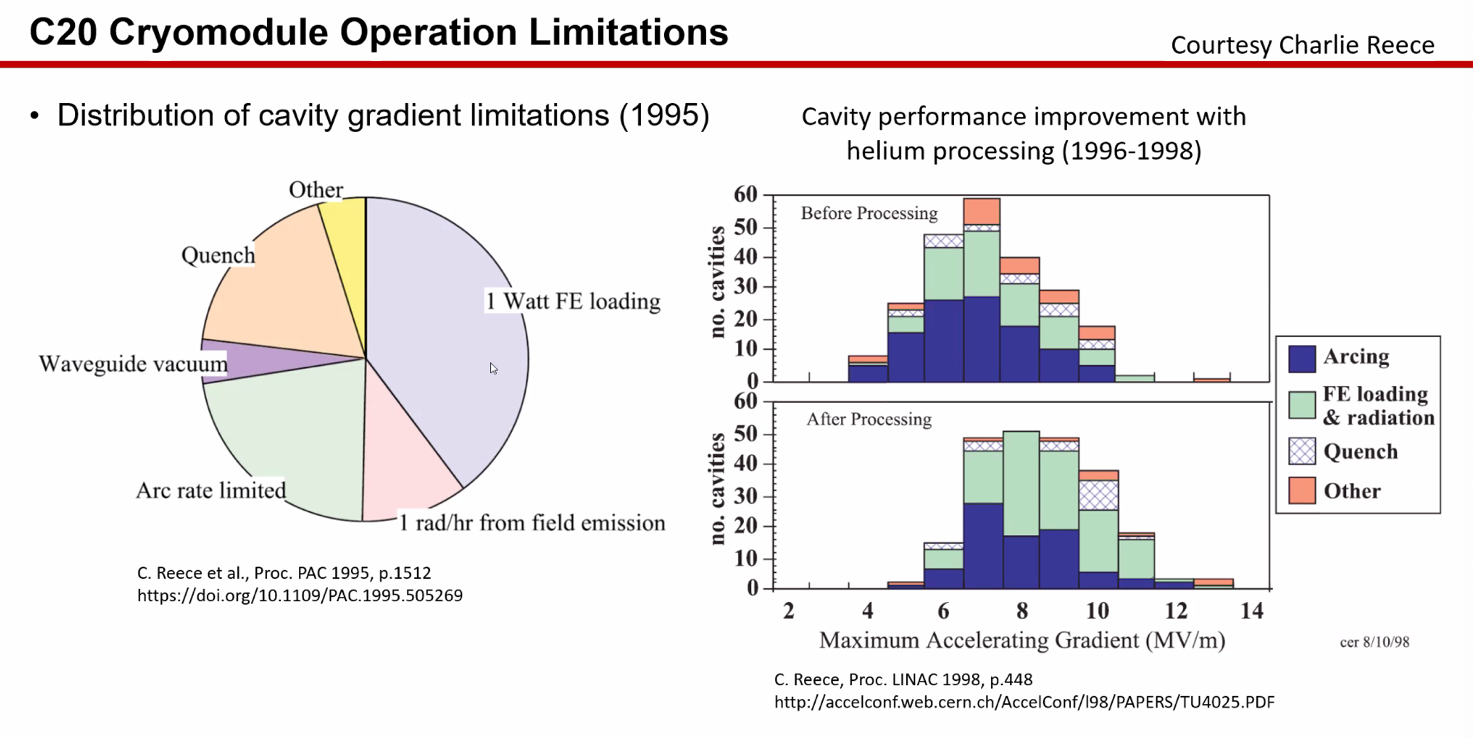 C20 Cryomodule Operation Limitations
Courtesy Charlie Reece
• Distribution of cavity gradient limitations (1995)
Other
Quench
1 Watt FE loading
Waveguide vacuum
Arc rate limited
1 rad/hr from field emission
C. Reece et al., Proc. PAC 1995, p.1512
https://doi.org/10.1109/PAC.1995.505269
Cavity performance improvement with
helium processing (1996-1998)
60
50
40
30
20
10
0
no. cavities
Before Processing
60
50
40
30
20
10
0
no. cavities
After Processing
2 4 6 8 10 12 14
Maximum Accelerating Gradient (MV/m)
Arcing
FE loading
& radiation
Quench
Other
cer 8/10/98
C. Reece, Proc. LINAC 1998, p.448
http://accelconf.web.cern.ch/AccelConf/l98/PAPERS/TU4025.PDF